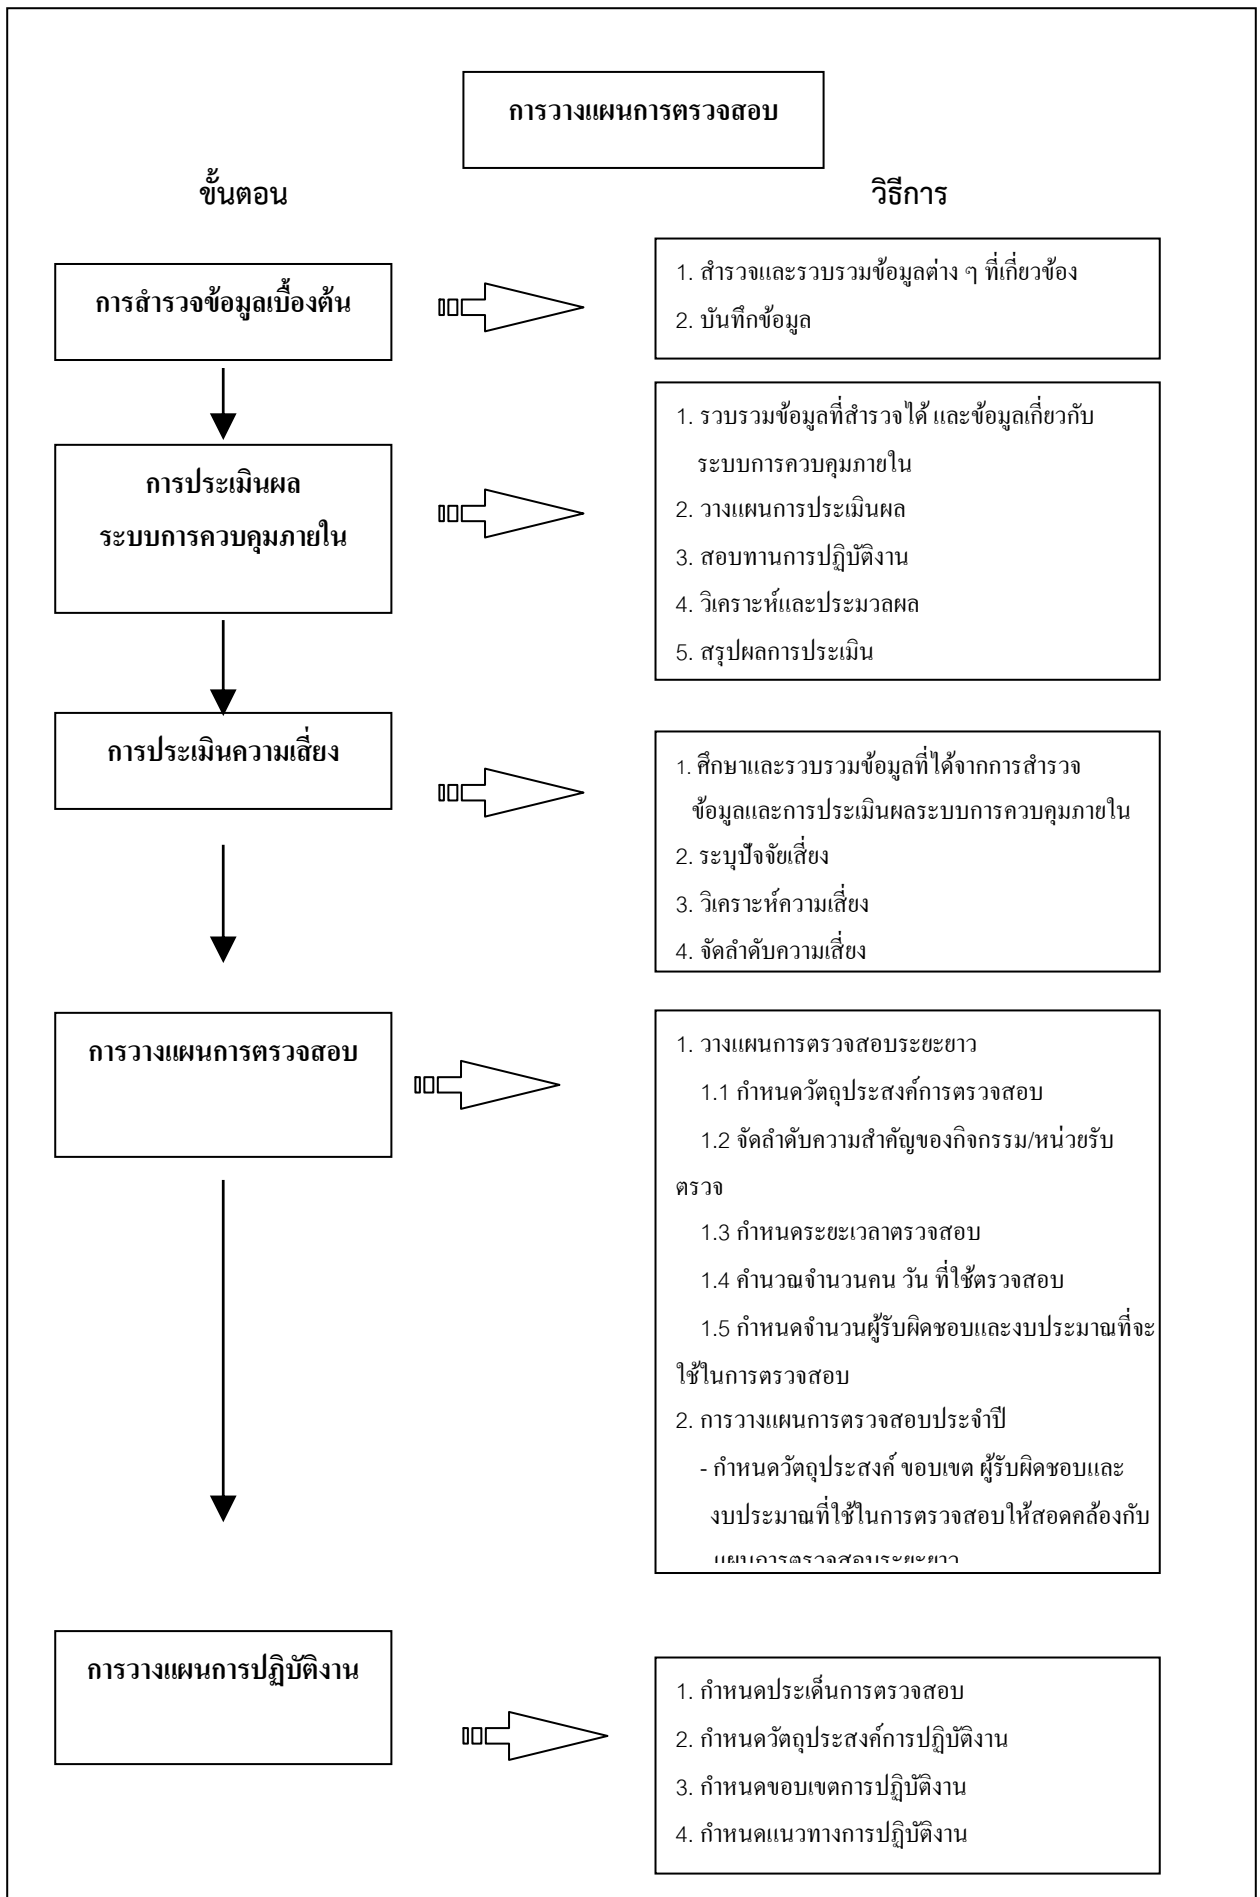 การวางแผนการตรวจสอบ
ขั้นตอน
วิธีการ
การสำรวจข้อมูลเบื้องต้น
1. สำรวจและรวบรวมข้อมูลต่าง ๆ ที่เกี่ยวข้อง
2. บันทึกข้อมูล
การประเมินผล
ระบบการควบคุมภายใน
1. รวบรวมข้อมูลที่สำรวจได้ และข้อมูลเกี่ยวกับ
ระบบการควบคุมภายใน
2. วางแผนการประเมินผล
3. สอบทานการปฏิบัติงาน
4. วิเคราะห์และประมวลผล
5. สรุปผลการประเมิน
การประเมินความเสี่ยง
1. ศึกษาและรวบรวมข้อมูลที่ได้จากการสำรวจ
ข้อมูลและการประเมินผลระบบการควบคุมภายใน
2. ระบุปัจจัยเสี่ยง
3. วิเคราะห์ความเสี่ยง
4. จัดลำดับความเสี่ยง
การวางแผนการตรวจสอบ
1. วางแผนการตรวจสอบระยะยาว
1.1 กำหนดวัตถุประสงค์การตรวจสอบ
1.2 จัดลำดับความสำคัญของกิจกรรม/หน่วยรับ
ตรวจ
1.3 กำหนดระยะเวลาตรวจสอบ
1.4 คำนวณจำนวนคน วัน ที่ใช้ตรวจสอบ
1.5 กำหนดจำนวนผู้รับผิดชอบและงบประมาณที่จะ
ใช้ในการตรวจสอบ
2. การวางแผนการตรวจสอบประจำปี
- กำหนดวัตถุประสงค์ ขอบเขต ผู้รับผิดชอบและ
งบประมาณที่ใช้ในการตรวจสอบให้สอดคล้องกับ
แผนการตรวจสอบระยะยาว
การวางแผนการปฏิบัติงาน
1. กำหนดประเด็นการตรวจสอบ
2. กำหนดวัตถุประสงค์การปฏิบัติงาน
3. กำหนดขอบเขตการปฏิบัติงาน
4. กำหนดแนวทางการปฏิบัติงาน